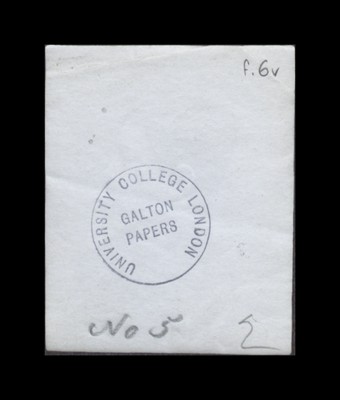 f.6v
UNIVERSITY COLLEGE LONDON
GALTON
PAPERS
No 5